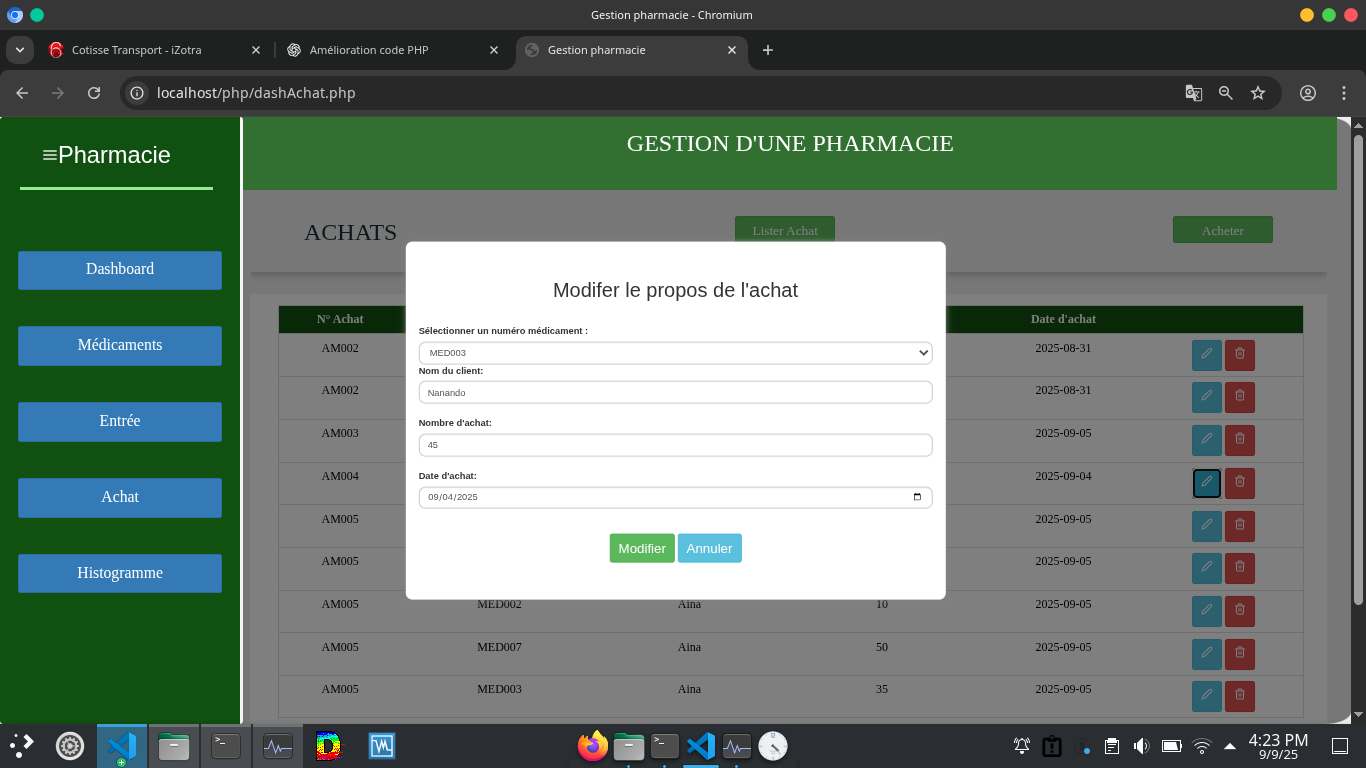 Gestion pharmacie - Chromium
Cotisse Transport - iZotra
Amélioration code PHP
Gestion pharmacie
localhost/php/dashAchat.php
Pharmacie
GESTION D'UNE PHARMACIE
Dashboard
Médicaments
Entrée
Achat
Histogramme
ACHATS
Lister Achat
Acheter
Modifer le propos de l'achat
Sélectionner un numéro médicament :
MED003
Nom du client:
Nanando
Nombre d'achat:
45
Date d'achat:
09/04/2025
Modifier Annuler
N° Achat Date d'achat
AM002 2025-08-31
AM002 2025-08-31
AM003 2025-09-05
AM004 2025-09-04
AM005 2025-09-05
AM005 2025-09-05
AM005 MED002 Aina 10 2025-09-05
AM005 MED007 Aina 50 2025-09-05
AM005 MED003 Aina 35 2025-09-05
4:23 PM
9/9/25